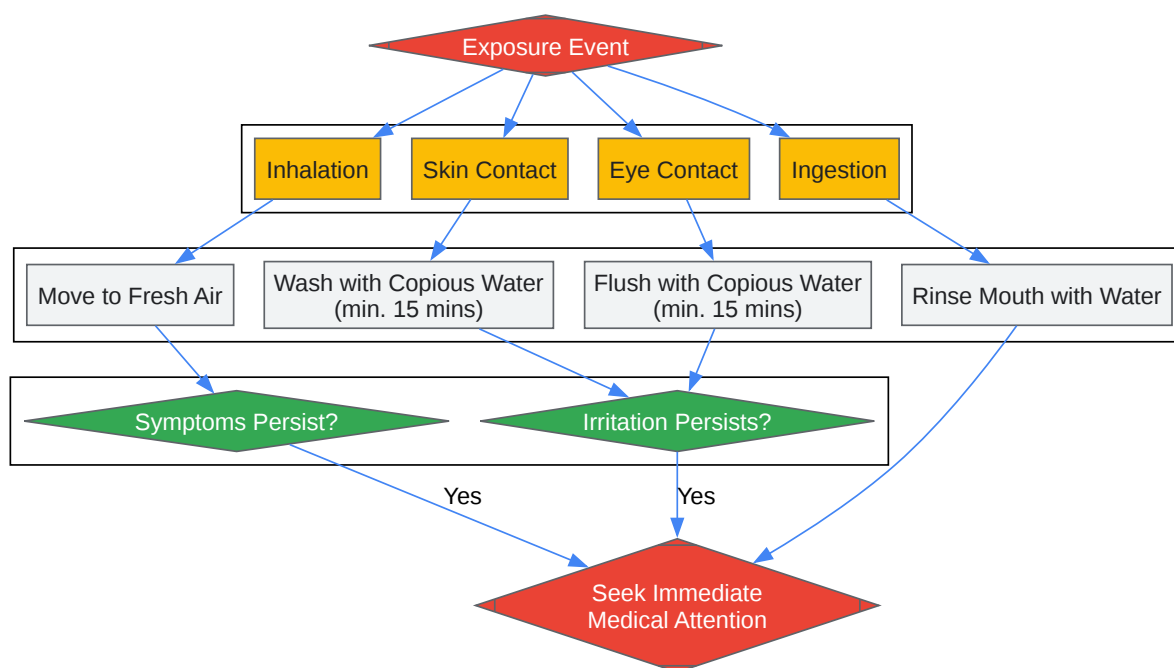 Exposure Event
Inhalation
Skin Contact
Eye Contact
Ingestion
Move to Fresh Air
Wash with Copious Water
(min. 15 mins)
Flush with Copious Water
(min. 15 mins)
Rinse Mouth with Water
Symptoms Persist?
Irritation Persists?
Yes
Yes
Seek Immediate
Medical Attention